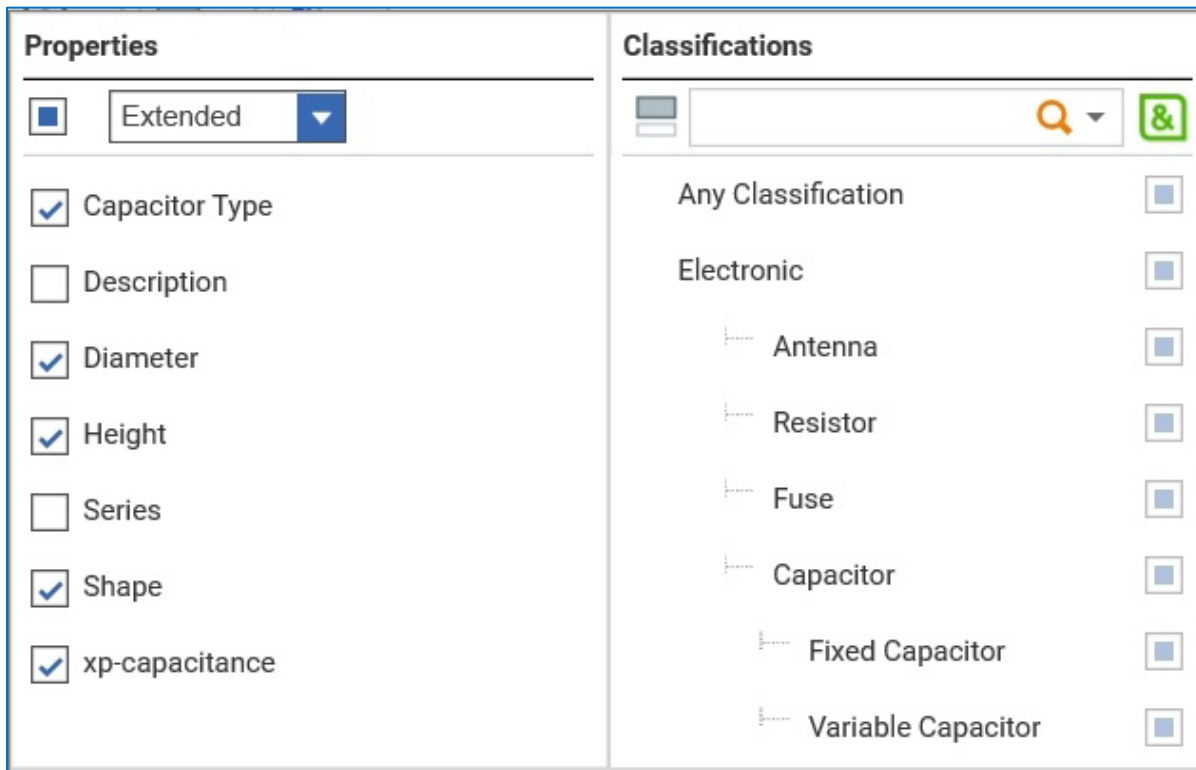 Properties
Extended
Capacitor Type
Description
Diameter
Height
Series
Shape
xp-capacitance
Classifications
&
Any Classification
Electronic
Antenna
Resistor
Fuse
Capacitor
Fixed Capacitor
Variable Capacitor